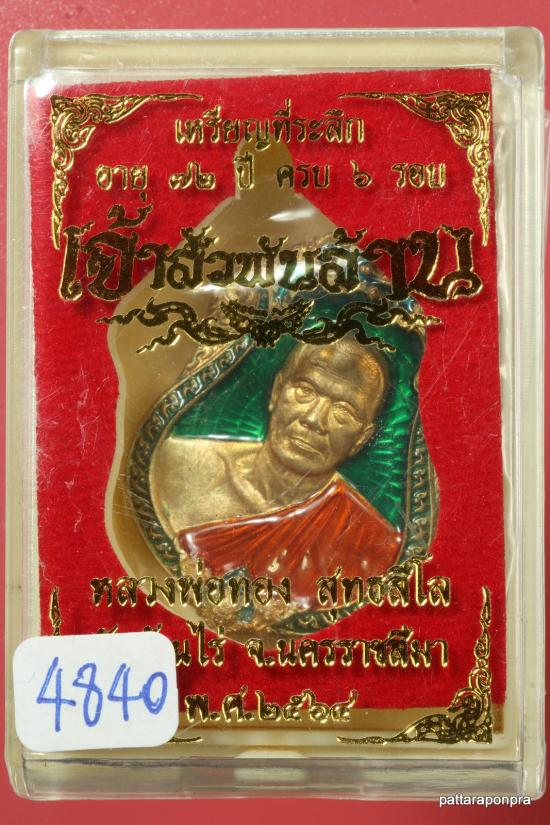 เหรียญที่ระลึก
อายุ ๗๒ ปี ครบ ๖ รอบ
เจ้าสัวพันล้าน
หลวงพ่อทอง สุทธสีโล
จ.นครราชสีมา
พ.ศ.๒๕๖๔
4840
pattaraponpra